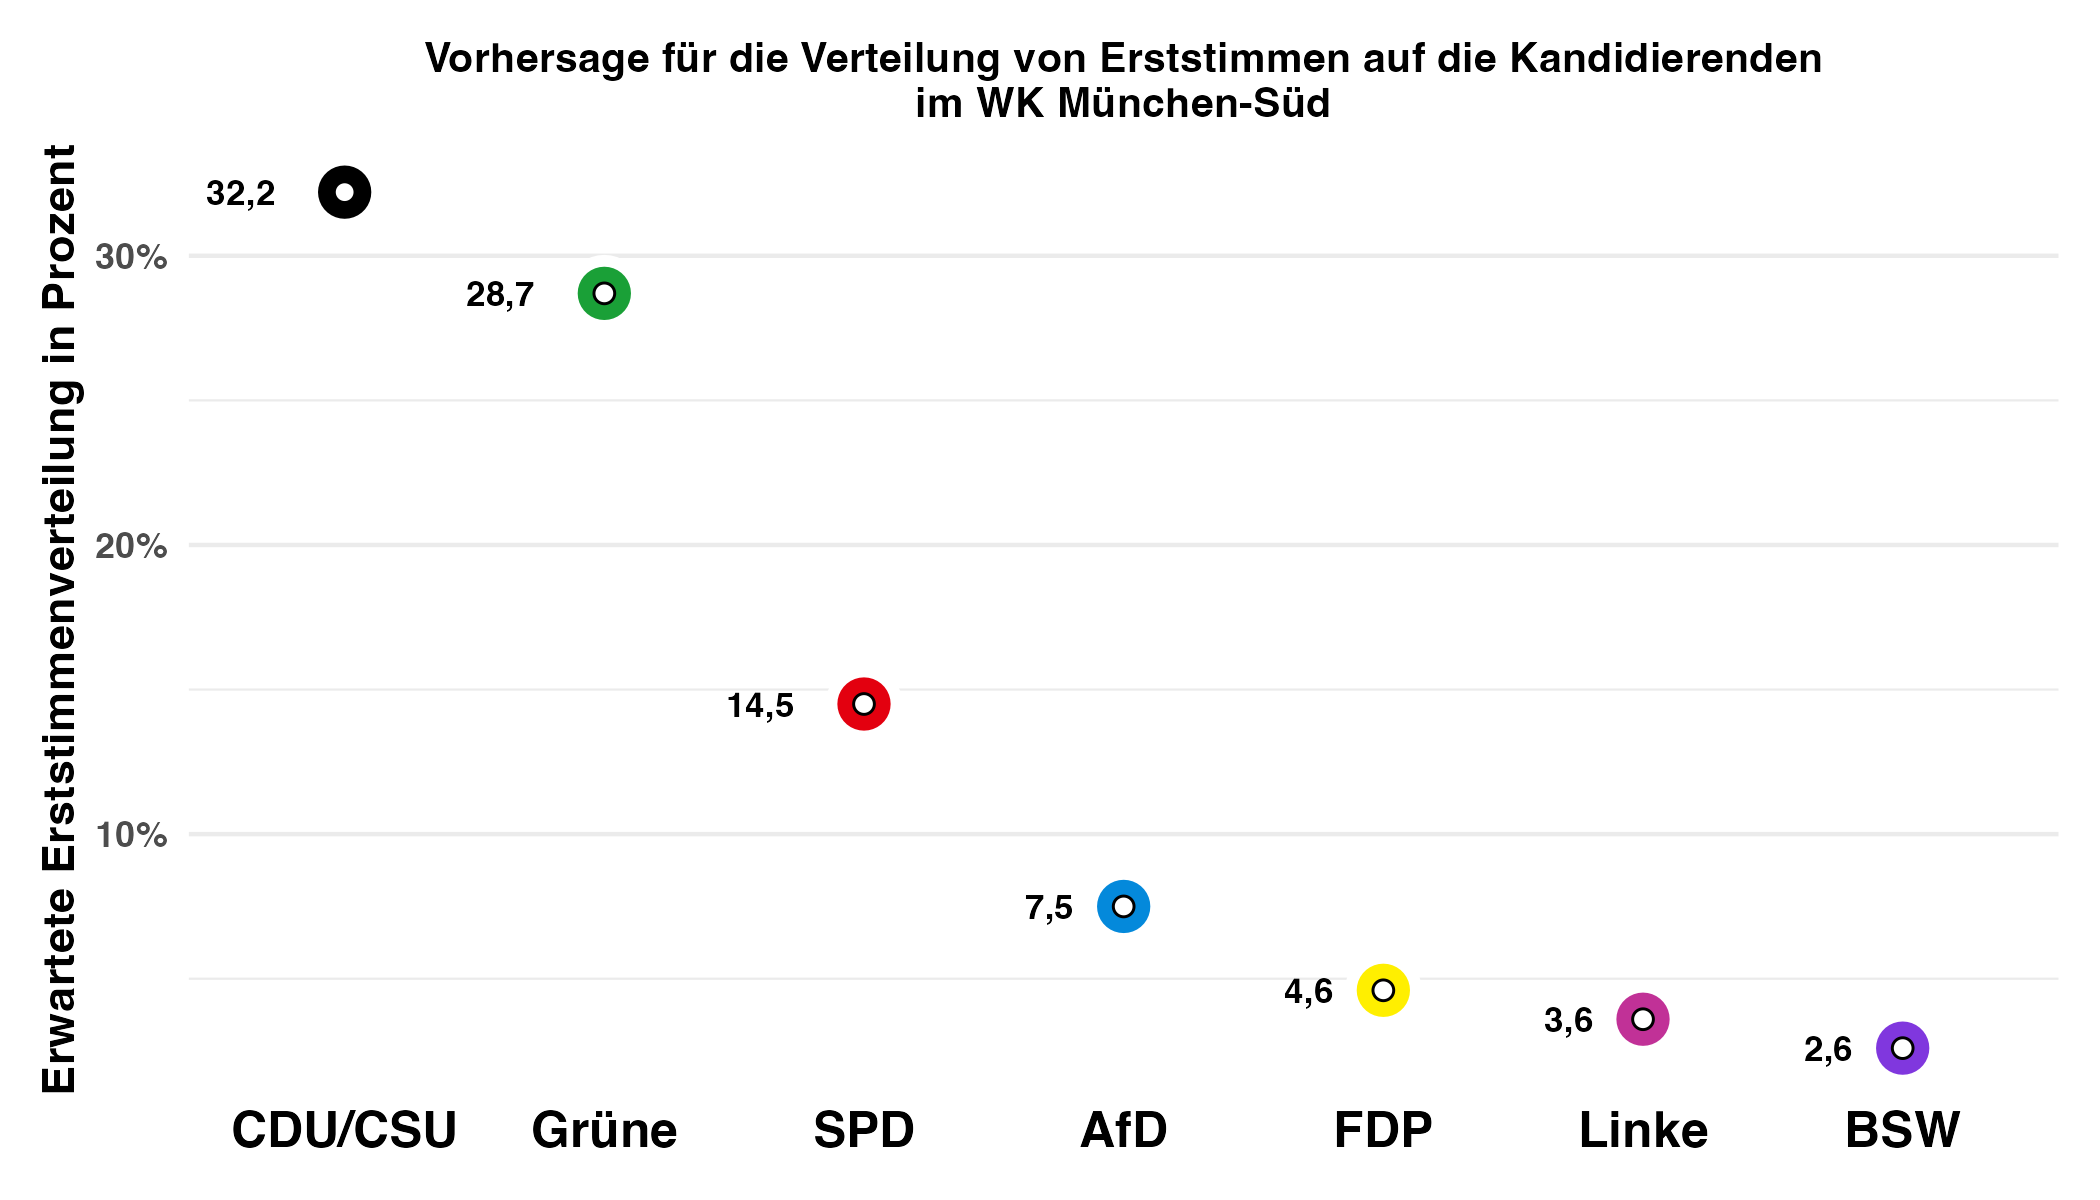 Vorhersage für die Verteilung von Erststimmen auf die Kandidierenden
im WK München-Süd
Erwartete Erststimmenverteilung in Prozent
30%
20%
10%
32,2
28,7
14,5
7,5
4,6
3,6
2,6
CDU/CSU
Grüne
SPD
AfD
FDP
Linke
BSW